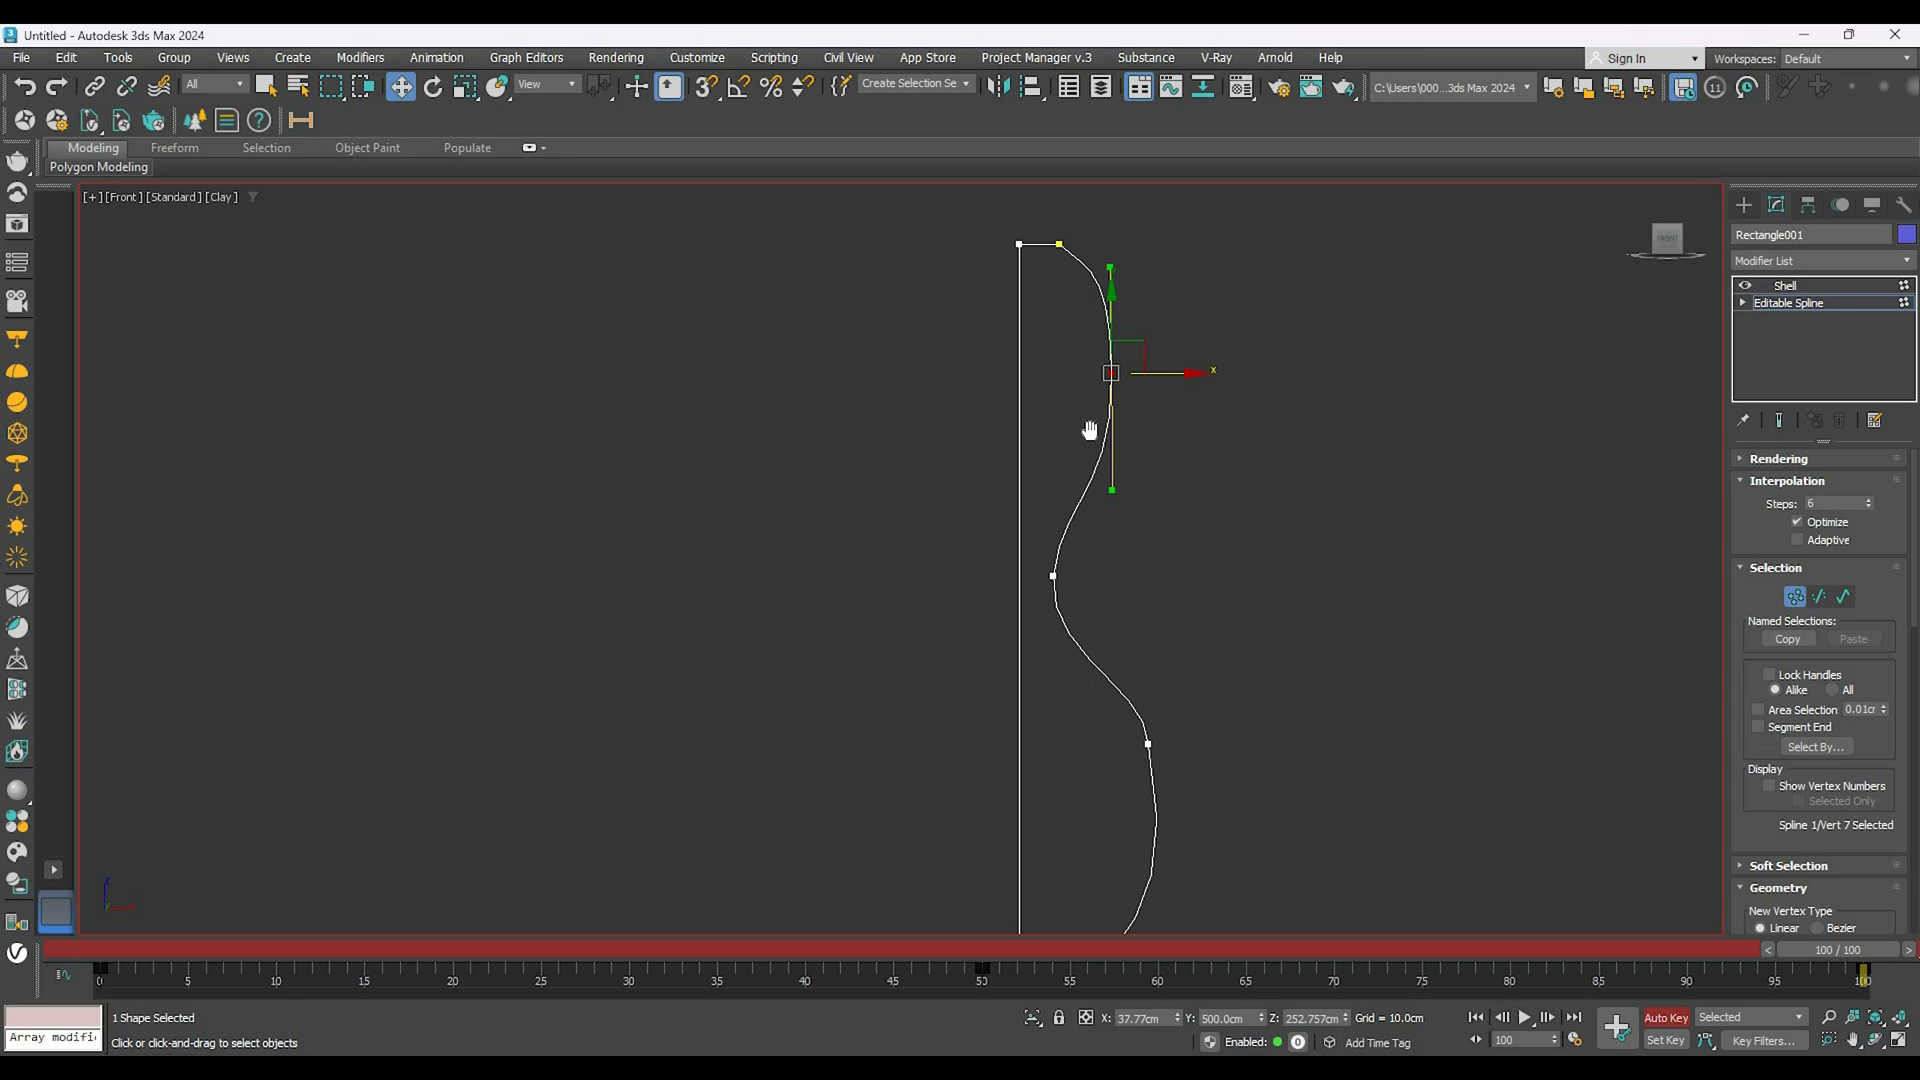 Untitled - Autodesk 3ds Max 2024
File Edit Tools Group Views Create Modifiers Animation Graph Editors Rendering Customize Scripting Civil View App Store Project Manager v.3 Substance V-Ray Arnold Help
Sign In Workspaces: Default
All View Create Selection Se C:\Users\000...3ds Max 2024 11
Modeling Freeform Selection Object Paint Populate
Polygon Modeling
[+] [Front] [Standard] [Clay]
FRONT
x
Rectangle001
Modifier List
Shell
Editable Spline
Rendering
Interpolation
Steps: 6
Optimize
Adaptive
Selection
Named Selections:
Copy Paste
Lock Handles
Alike All
Area Selection 0.01cr
Segment End
Select By...
Display
Show Vertex Numbers
Selected Only
Spline 1/Vert 7 Selected
Soft Selection
Geometry
New Vertex Type
Linear Bezier
100 / 100
0 5 10 15 20 25 30 35 40 45 50 55 60 65 70 75 80 85 90 95 100
1 Shape Selected X: 37.77cm Y: 500.0cm Z: 252.757cm Grid = 10.0cm Auto Key Selected
Array modifi Click or click-and-drag to select objects Enabled: 0 Add Time Tag 100 Set Key Key Filters...